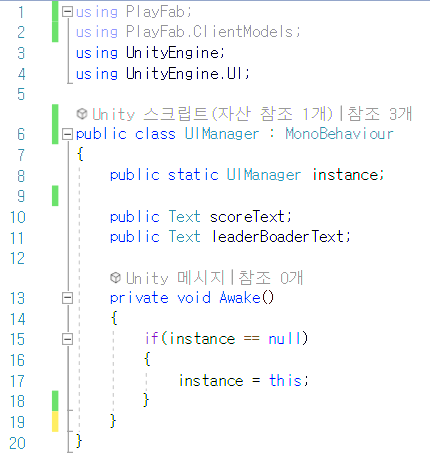 1 using PlayFab;
2 using PlayFab.ClientModels;
3 using UnityEngine;
4 using UnityEngine.UI;
5
Unity 스크립트(자산 참조 1개)|참조 3개
6 public class UIManager : MonoBehaviour
7 {
8 public static UIManager instance;
9
10 public Text scoreText;
11 public Text leaderBoaderText;
12
Unity 메시지|참조 0개
13 private void Awake()
14 {
15 if(instance == null)
16 {
17 instance = this;
18 }
19 }
20 }